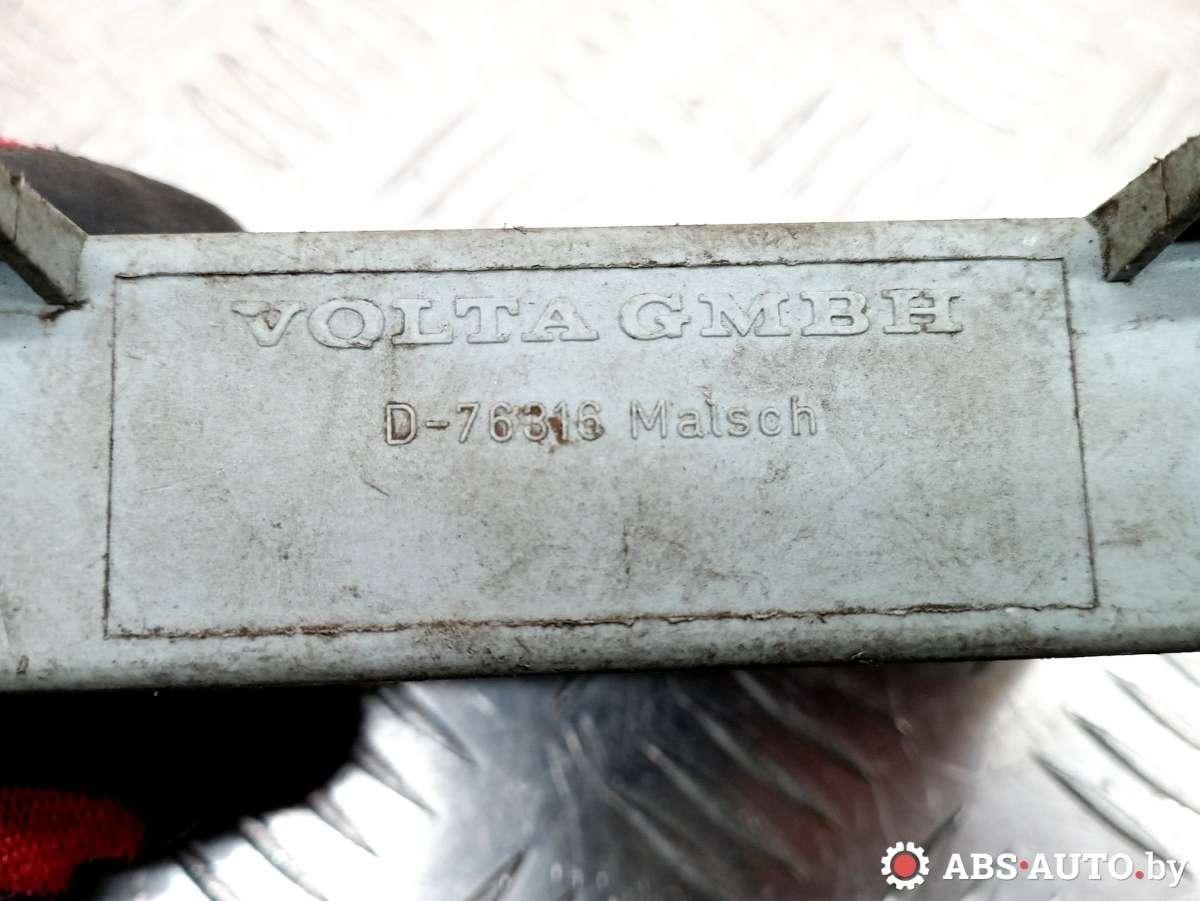 VOLTA GMBH
D-76316 Malsch
ABS-AUTO.by